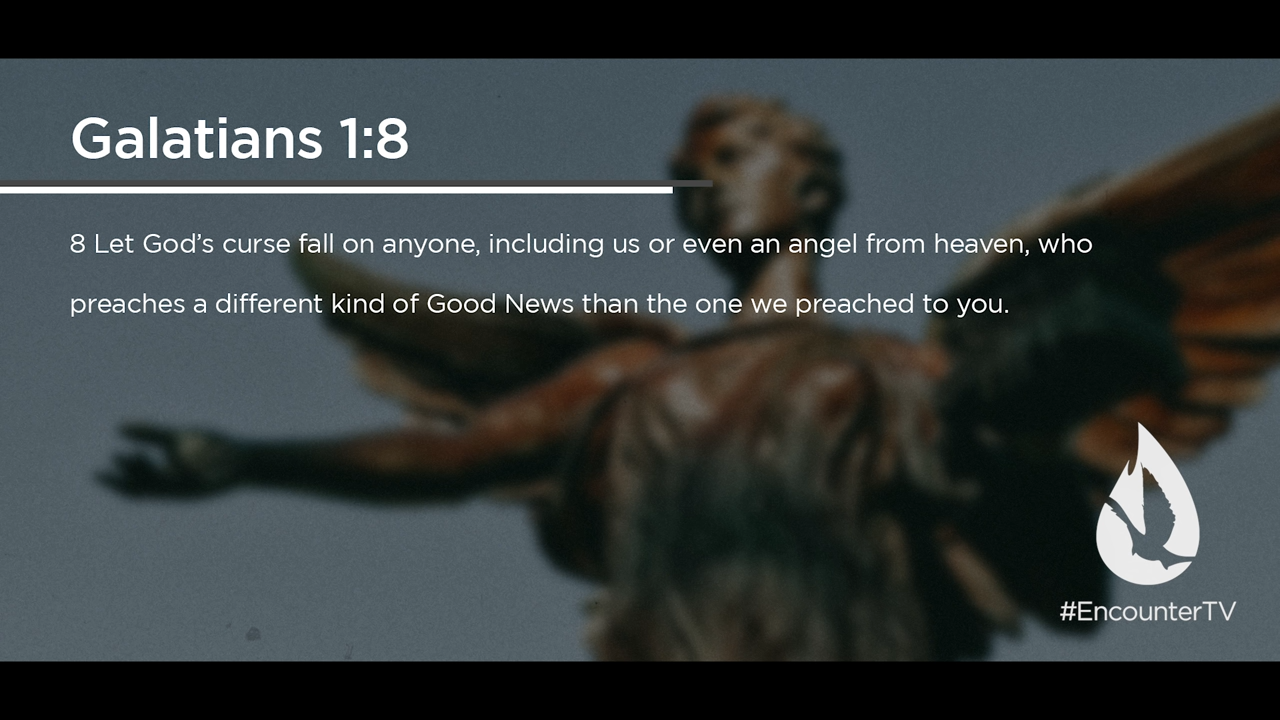 Galatians 1:8
8 Let God’s curse fall on anyone, including us or even an angel from heaven, who
preaches a different kind of Good News than the one we preached to you.
#EncounterTV